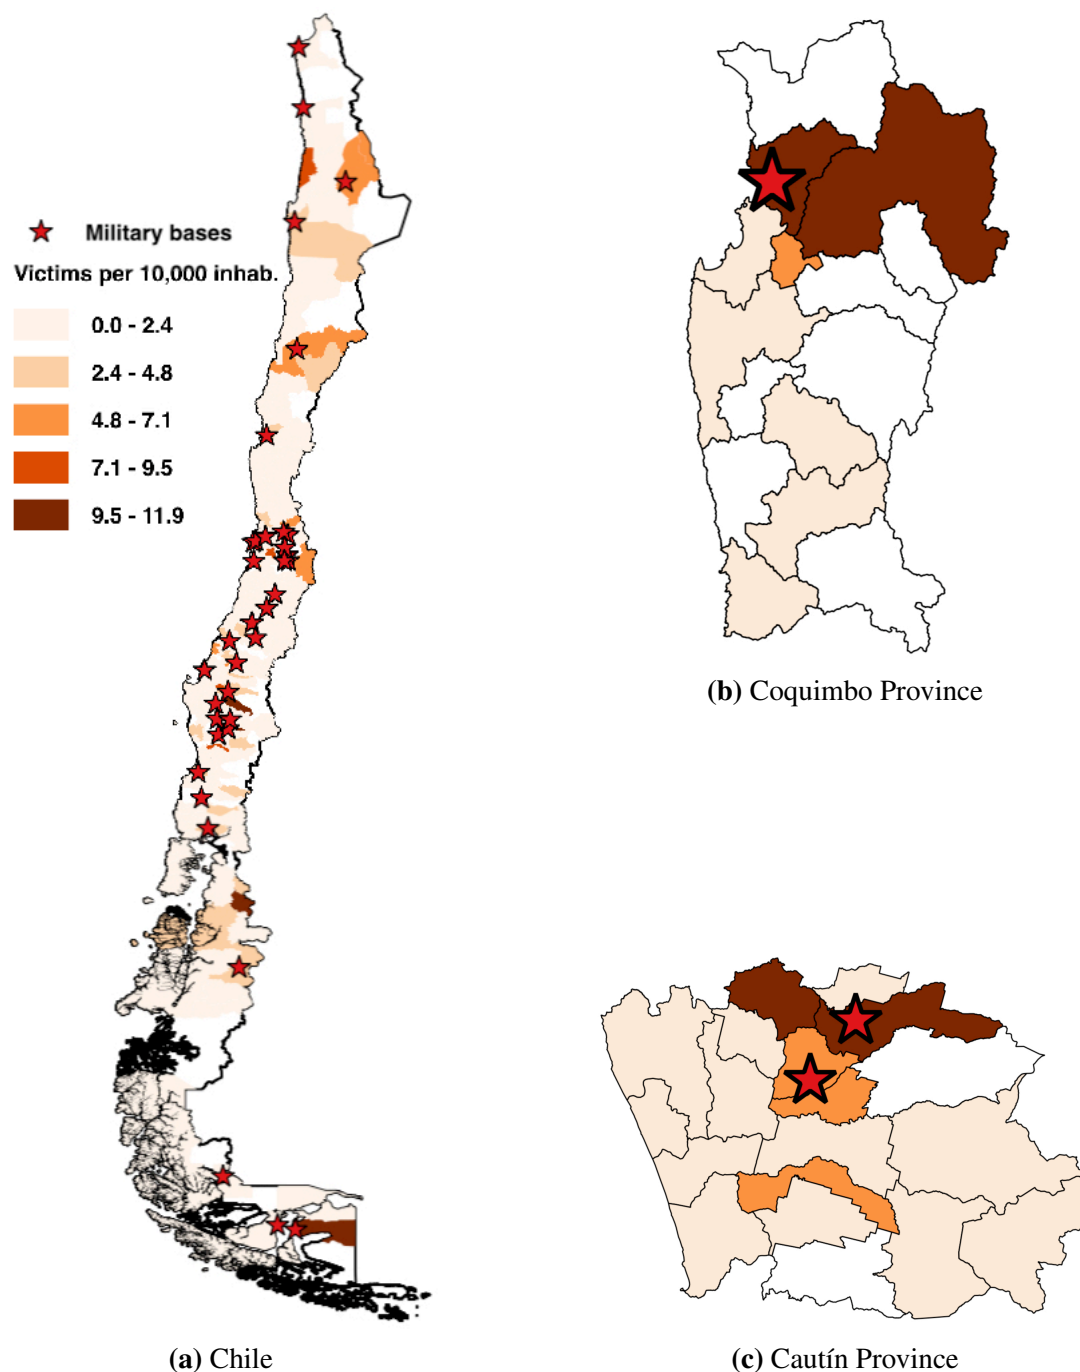 Military bases
Victims per 10,000 inhab.
0.0 - 2.4
2.4 - 4.8
4.8 - 7.1
7.1 - 9.5
9.5 - 11.9
(b) Coquimbo Province
(a) Chile
(c) Cautín Province